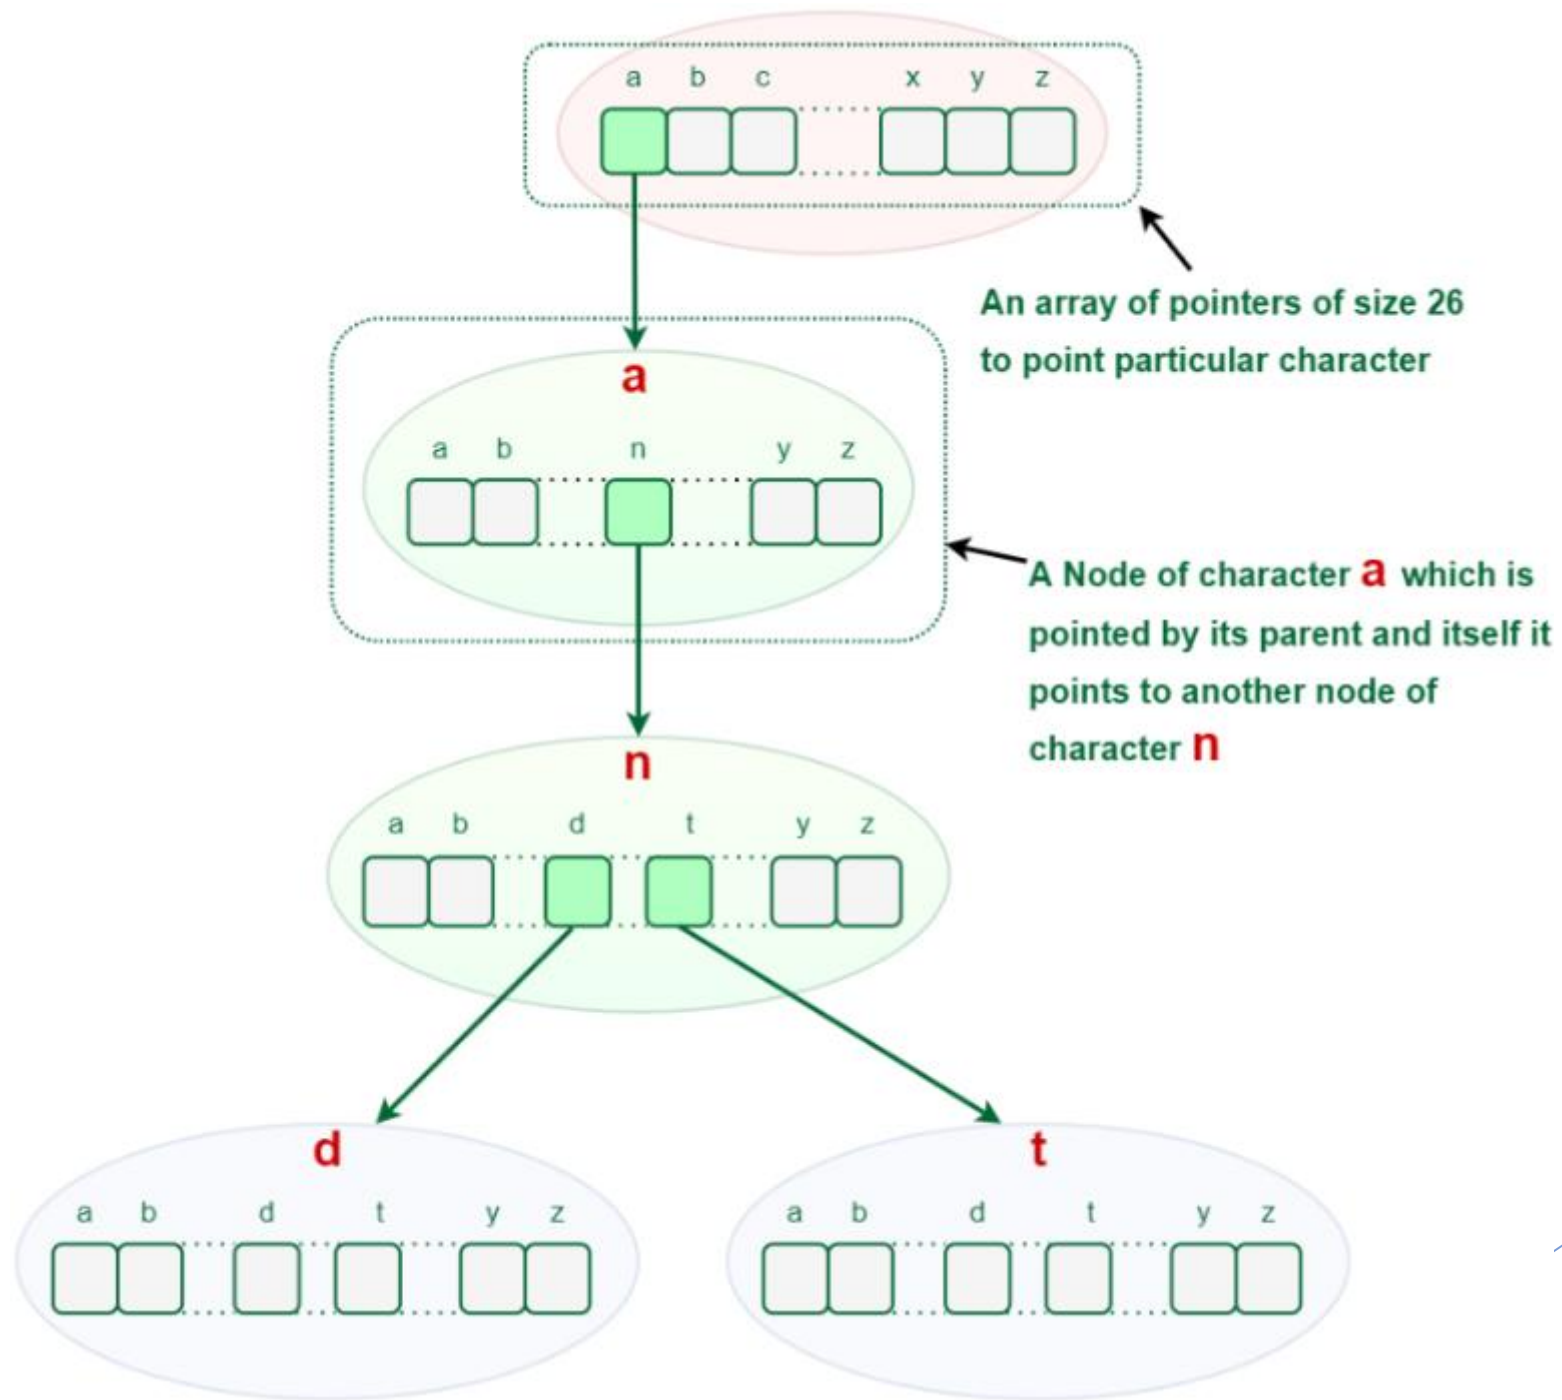 a b c x y z
An array of pointers of size 26
to point particular character
a
a b n y z
A Node of character a which is
pointed by its parent and itself it
points to another node of
character n
n
a b d t y z
d
a b d t y z
t
a b d t y z